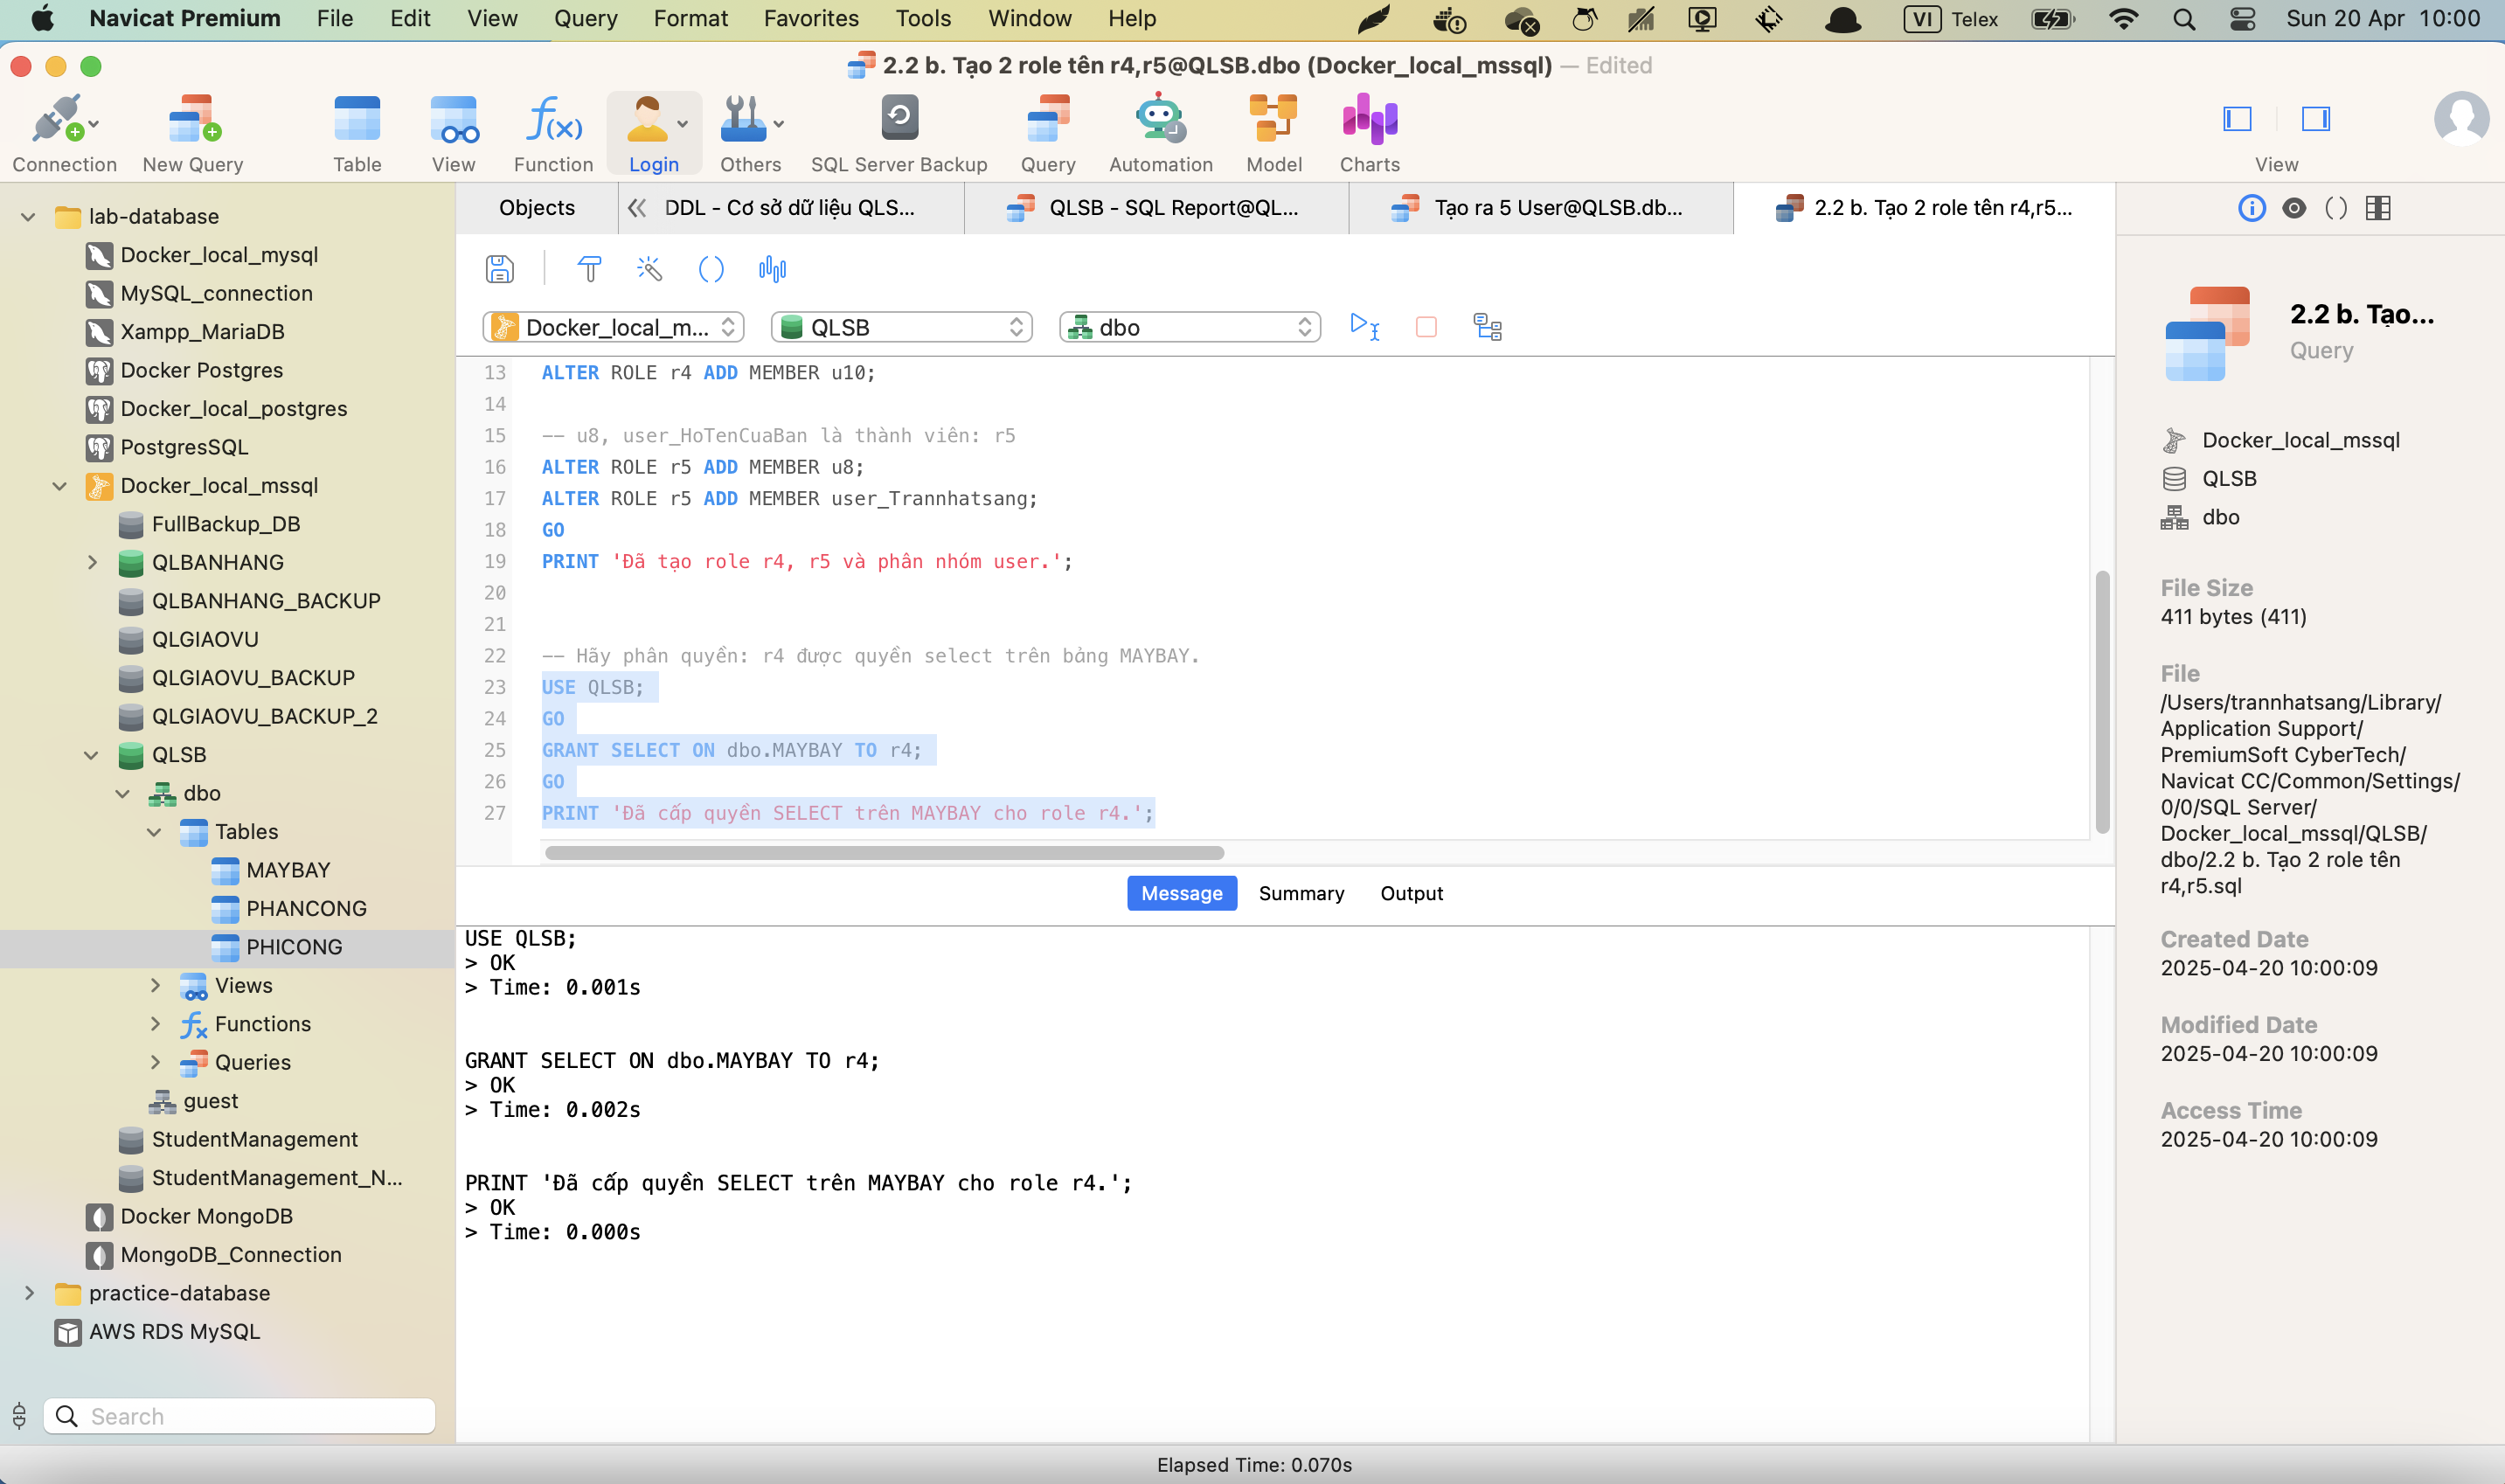 Navicat Premium File Edit View Query Format Favorites Tools Window Help VI Telex Sun 20 Apr 10:00
2.2 b. Tạo 2 role tên r4,r5@QLSB.dbo (Docker_local_mssql) — Edited
Connection New Query Table View Function Login Others SQL Server Backup Query Automation Model Charts View
lab-database
Docker_local_mysql
MySQL_connection
Xampp_MariaDB
Docker Postgres
Docker_local_postgres
PostgresSQL
Docker_local_mssql
FullBackup_DB
QLBANHANG
QLBANHANG_BACKUP
QLGIAOVU
QLGIAOVU_BACKUP
QLGIAOVU_BACKUP_2
QLSB
dbo
Tables
MAYBAY
PHANCONG
PHICONG
Views
Functions
Queries
guest
StudentManagement
StudentManagement_N...
Docker MongoDB
MongoDB_Connection
practice-database
AWS RDS MySQL
Search
Objects DDL - Cơ sở dữ liệu QLS... QLSB - SQL Report@QL... Tạo ra 5 User@QLSB.db... 2.2 b. Tạo 2 role tên r4,r5...
Docker_local_m... QLSB dbo
13 ALTER ROLE r4 ADD MEMBER u10;
14
15 -- u8, user_HoTenCuaBan là thành viên: r5
16 ALTER ROLE r5 ADD MEMBER u8;
17 ALTER ROLE r5 ADD MEMBER user_Trannhatsang;
18 GO
19 PRINT 'Đã tạo role r4, r5 và phân nhóm user.';
20
21
22 -- Hãy phân quyền: r4 được quyền select trên bảng MAYBAY.
23 USE QLSB;
24 GO
25 GRANT SELECT ON dbo.MAYBAY TO r4;
26 GO
27 PRINT 'Đã cấp quyền SELECT trên MAYBAY cho role r4.';
Message Summary Output
USE QLSB;
> OK
> Time: 0.001s
GRANT SELECT ON dbo.MAYBAY TO r4;
> OK
> Time: 0.002s
PRINT 'Đã cấp quyền SELECT trên MAYBAY cho role r4.';
> OK
> Time: 0.000s
2.2 b. Tạo...
Query
Docker_local_mssql
QLSB
dbo
File Size
411 bytes (411)
File
/Users/trannhatsang/Library/
Application Support/
PremiumSoft CyberTech/
Navicat CC/Common/Settings/
0/0/SQL Server/
Docker_local_mssql/QLSB/
dbo/2.2 b. Tạo 2 role tên
r4,r5.sql
Created Date
2025-04-20 10:00:09
Modified Date
2025-04-20 10:00:09
Access Time
2025-04-20 10:00:09
Elapsed Time: 0.070s